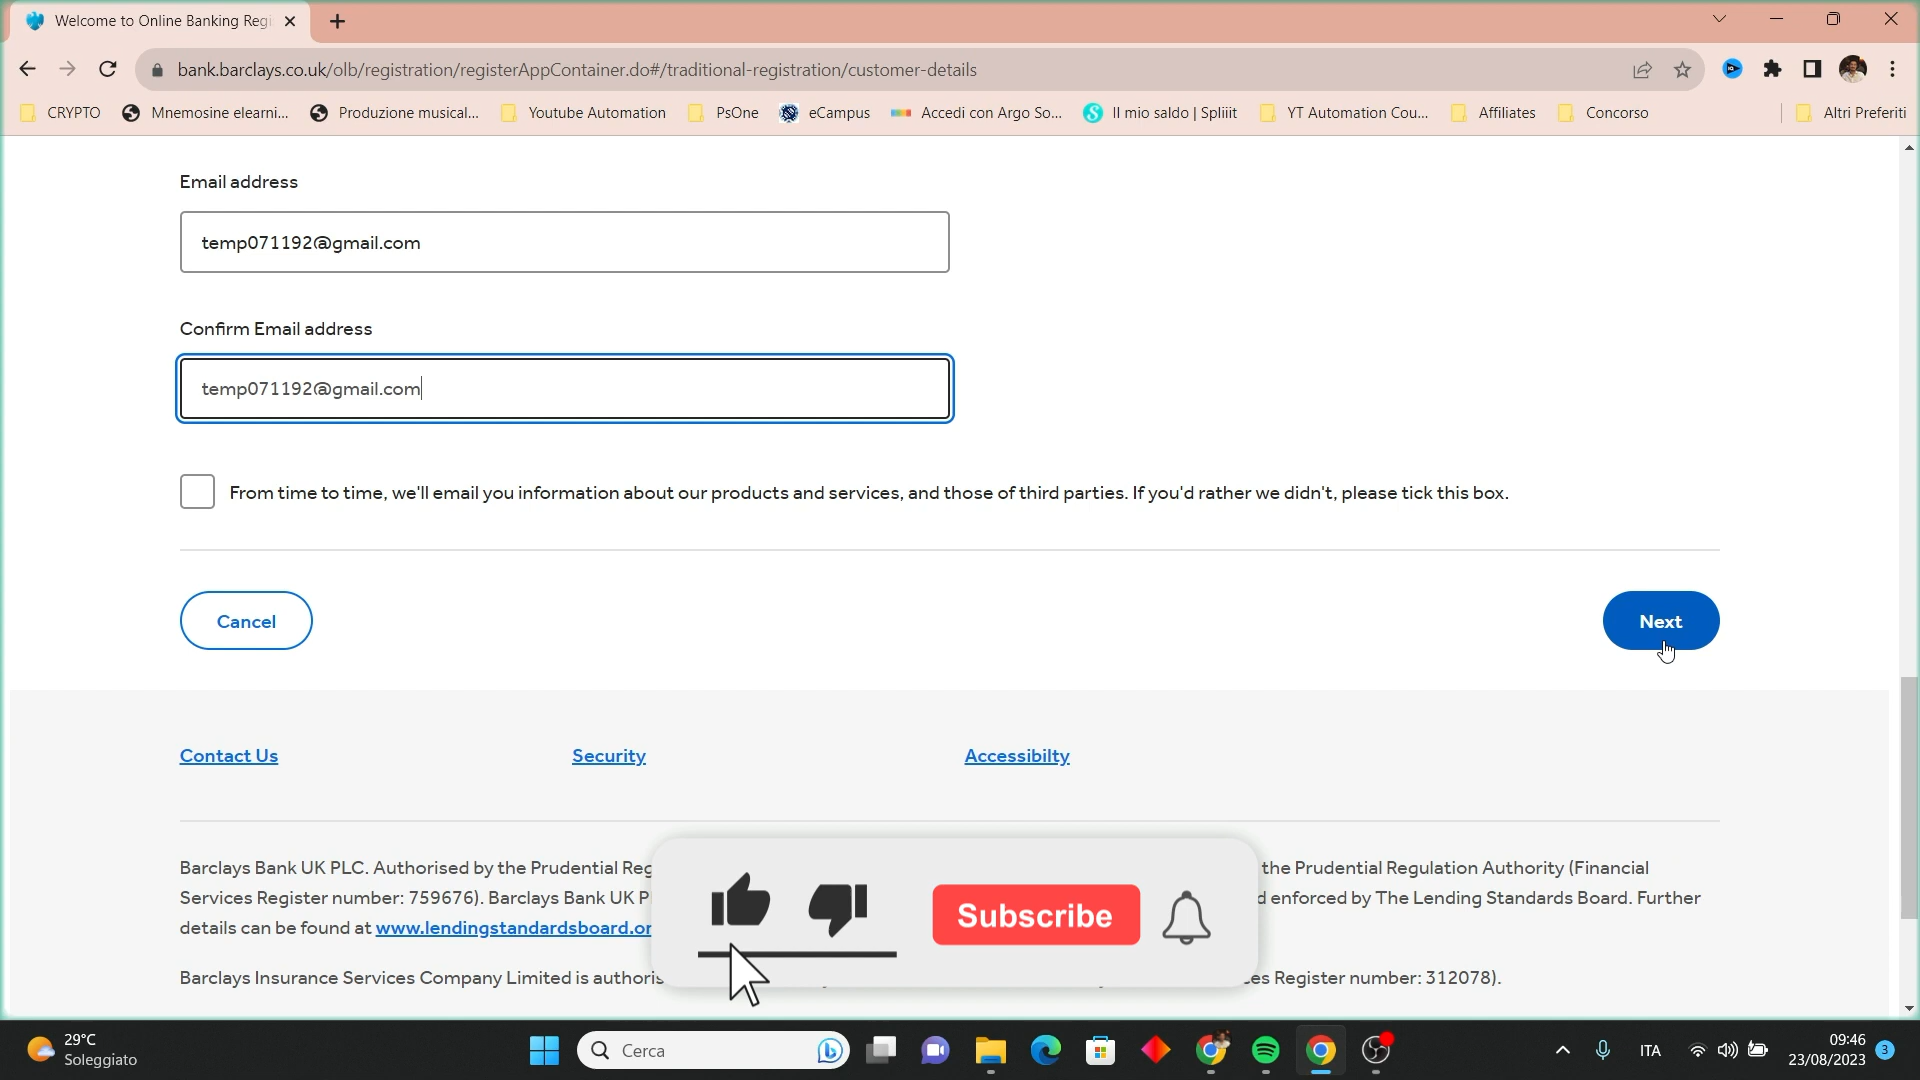 Welcome to Online Banking Regi
bank.barclays.co.uk/olb/registration/registerAppContainer.do#/traditional-registration/customer-details
CRYPTO Mnemosine elearni... Produzione musical... Youtube Automation PsOne eCampus Accedi con Argo So... Il mio saldo | Spliiit YT Automation Cou... Affiliates Concorso Altri Preferiti
Email address
temp071192@gmail.com
Confirm Email address
temp071192@gmail.com
From time to time, we'll email you information about our products and services, and those of third parties. If you'd rather we didn't, please tick this box.
Cancel Next
Contact Us Security Accessibilty
Barclays Bank UK PLC. Authorised by the Prudential Reg the Prudential Regulation Authority (Financial
Services Register number: 759676). Barclays Bank UK P d enforced by The Lending Standards Board. Further
details can be found at www.lendingstandardsboard.or
Subscribe
Barclays Insurance Services Company Limited is authoris es Register number: 312078).
29°C
Soleggiato
Cerca
ITA
09:46
23/08/2023
3